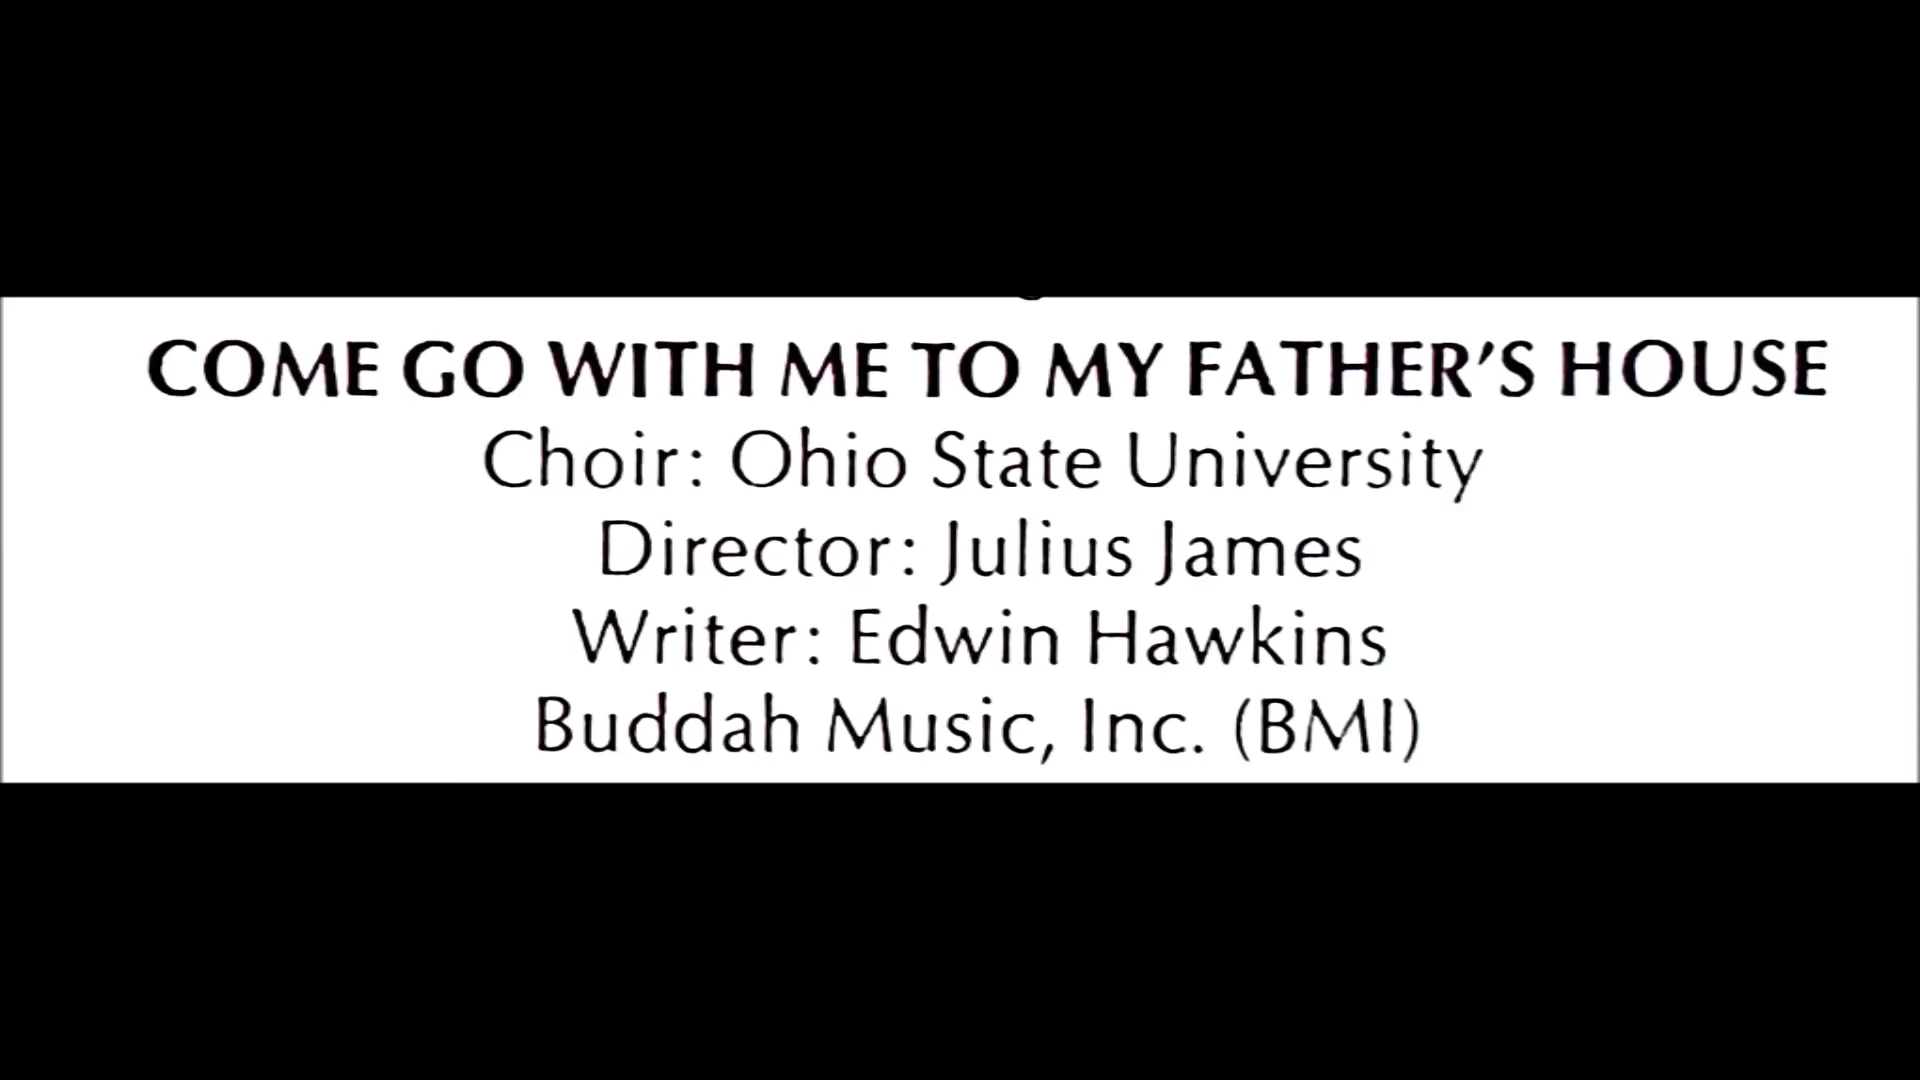 COME GO WITH ME TO MY FATHER'S HOUSE
Choir: Ohio State University
Director: Julius James
Writer: Edwin Hawkins
Buddah Music, Inc. (BMI)